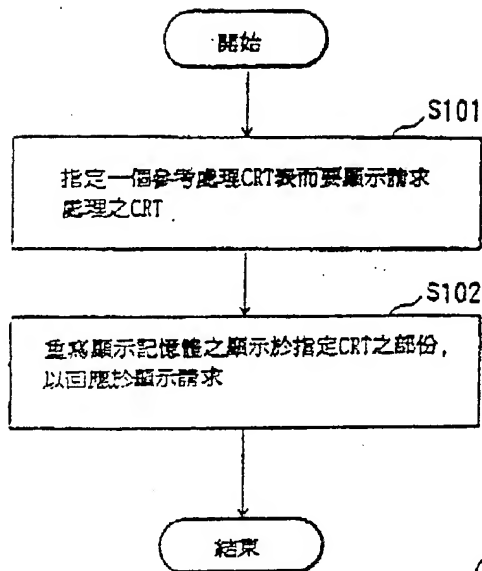 開始
S101
指定一個參考處理CRT表而要顯示請求
處理之CRT
S102
重寫顯示記憶體之顯示於指定CRT之部份,
以回應於顯示請求
結束